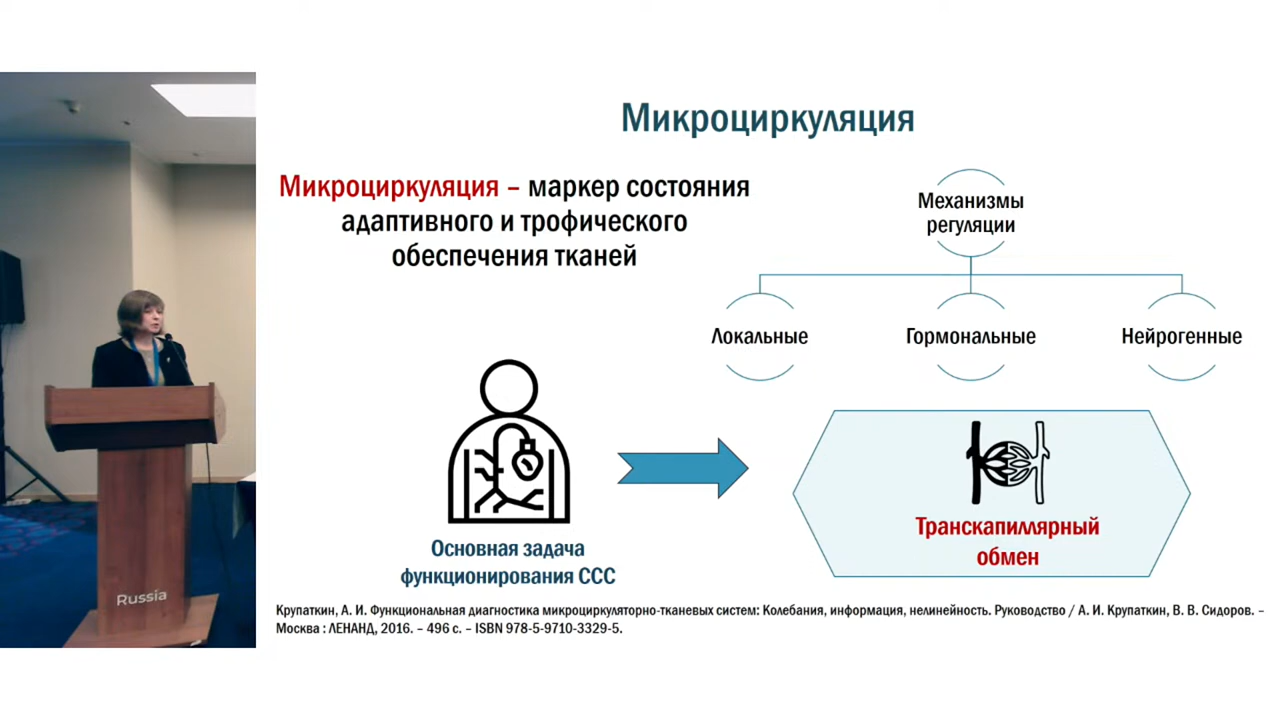 Микроциркуляция
Микроциркуляция – маркер состояния
адаптивного и трофического
обеспечения тканей
Механизмы
регуляции
Локальные
Гормональные
Нейрогенные
Основная задача
функционирования ССС
Транскапиллярный
обмен
Крупаткин, А. И. Функциональная диагностика микроциркуляторно-тканевых систем: Колебания, информация, нелинейность. Руководство / А. И. Крупаткин, В. В. Сидоров. –
Москва : ЛЕНАНД, 2016. – 496 с. – ISBN 978-5-9710-3329-5.
Russia